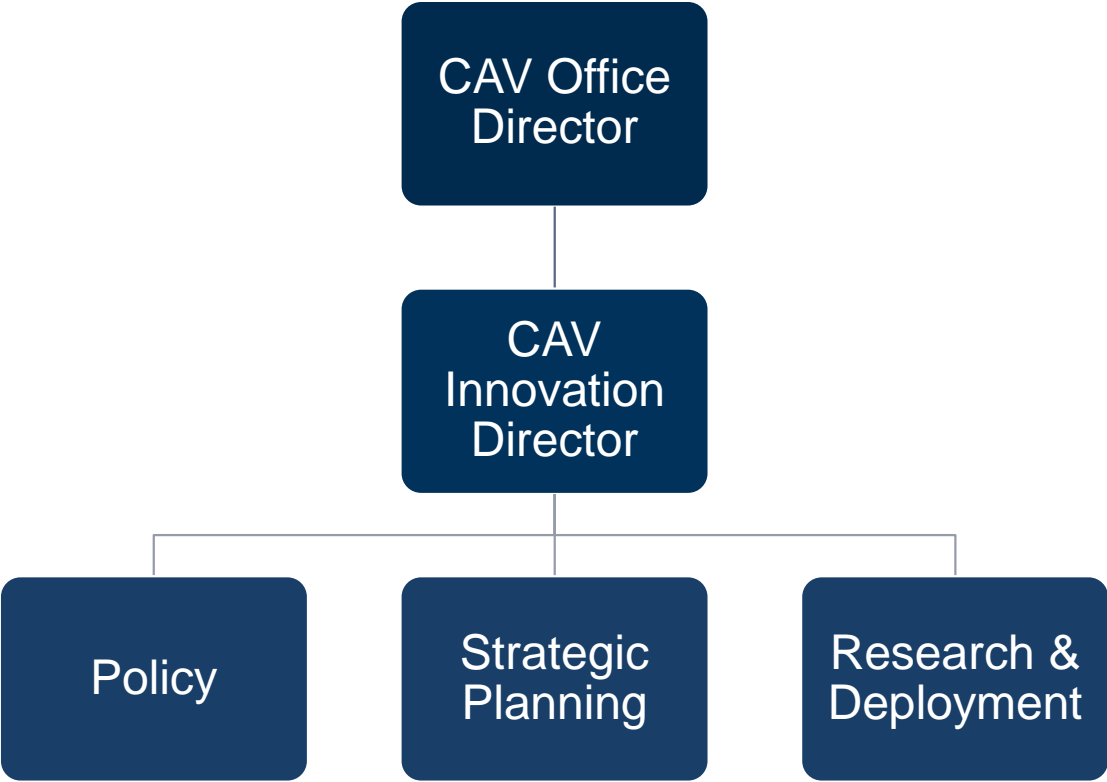 CAV Office
Director
CAV
Innovation
Director
Policy
Strategic
Planning
Research &
Deployment